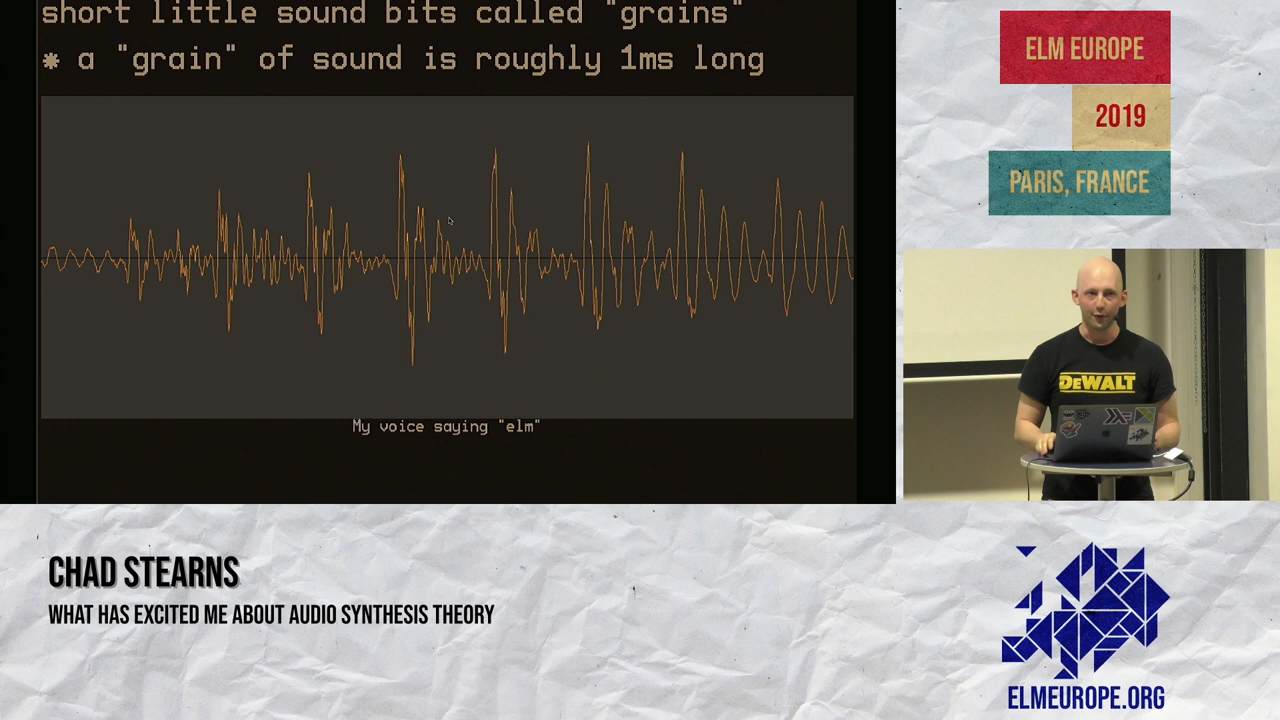 short little sound bits called "grains"
* a "grain" of sound is roughly 1ms long
My voice saying "elm"
ELM EUROPE
2019
PARIS, FRANCE
DEWALT
CHAD STEARNS
WHAT HAS EXCITED ME ABOUT AUDIO SYNTHESIS THEORY
ELMEUROPE.ORG